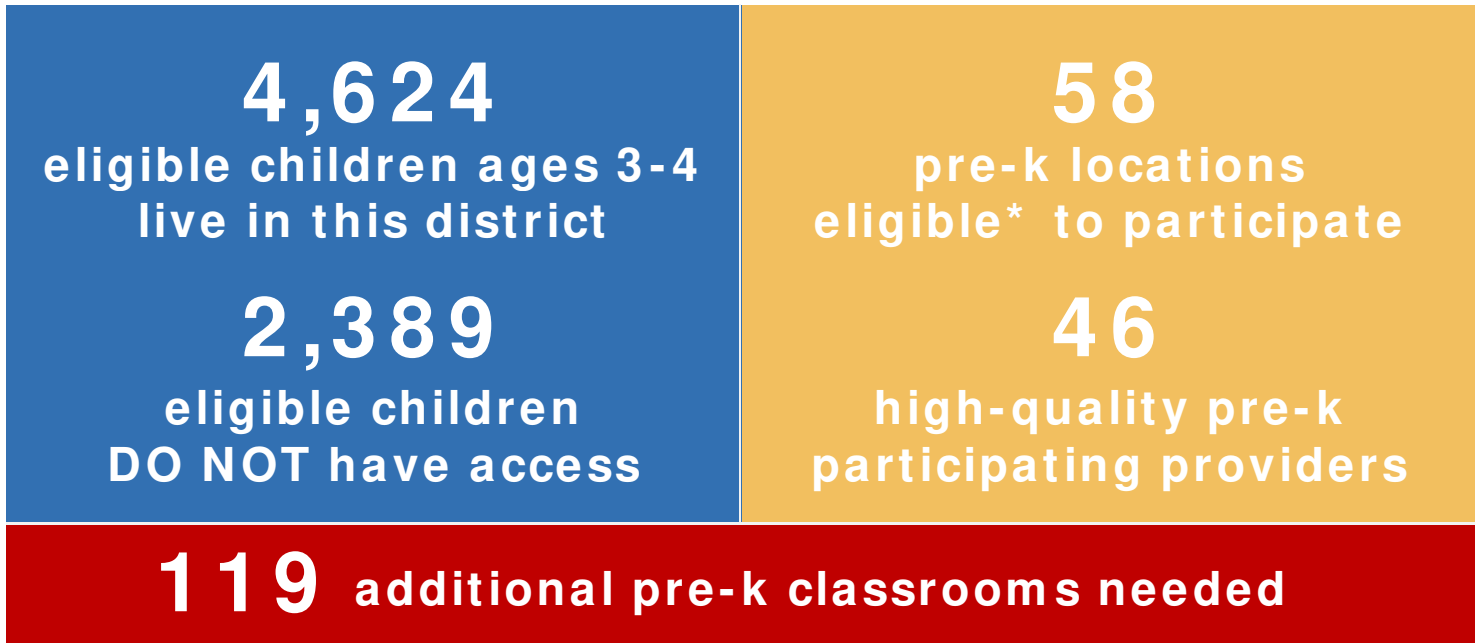 4,624
eligible children ages 3-4
live in this district
2,389
eligible children
DO NOT have access
58
pre-k locations
eligible* to participate
46
high-quality pre-k
participating providers
119 additional pre-k classrooms needed